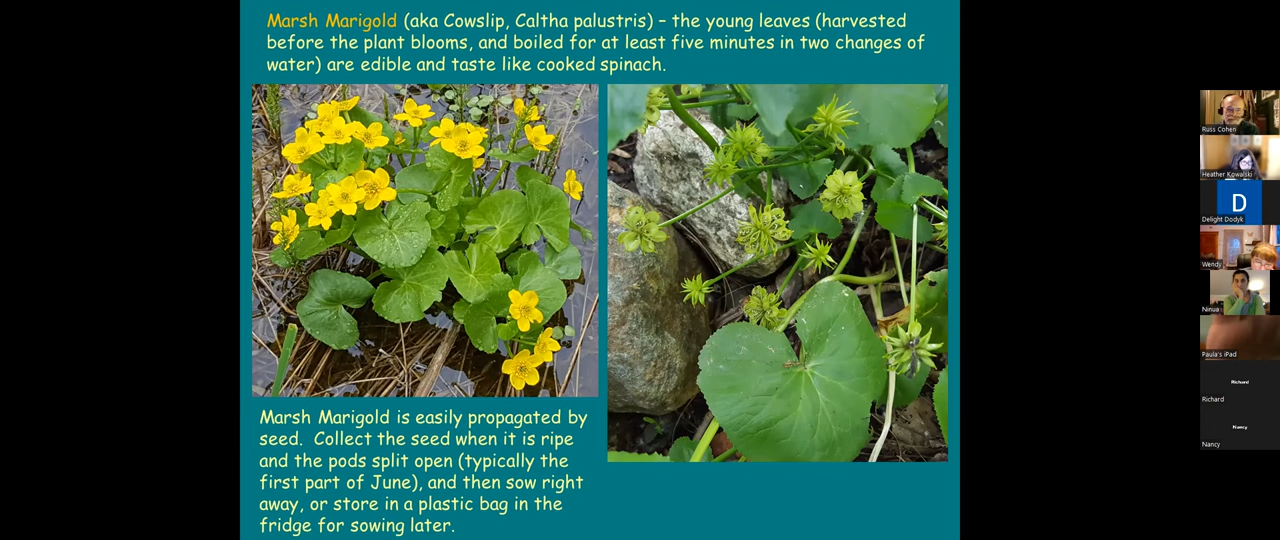 Marsh Marigold (aka Cowslip, Caltha palustris) – the young leaves (harvested
before the plant blooms, and boiled for at least five minutes in two changes of
water) are edible and taste like cooked spinach.
Marsh Marigold is easily propagated by
seed.  Collect the seed when it is ripe
and the pods split open (typically the
first part of June), and then sow right
away, or store in a plastic bag in the
fridge for sowing later.
Russ Cohen
Heather Kowalski
D
Delight Dodyk
Wendy
Ninua
Paula's iPad
Richard
Richard
Nancy
Nancy